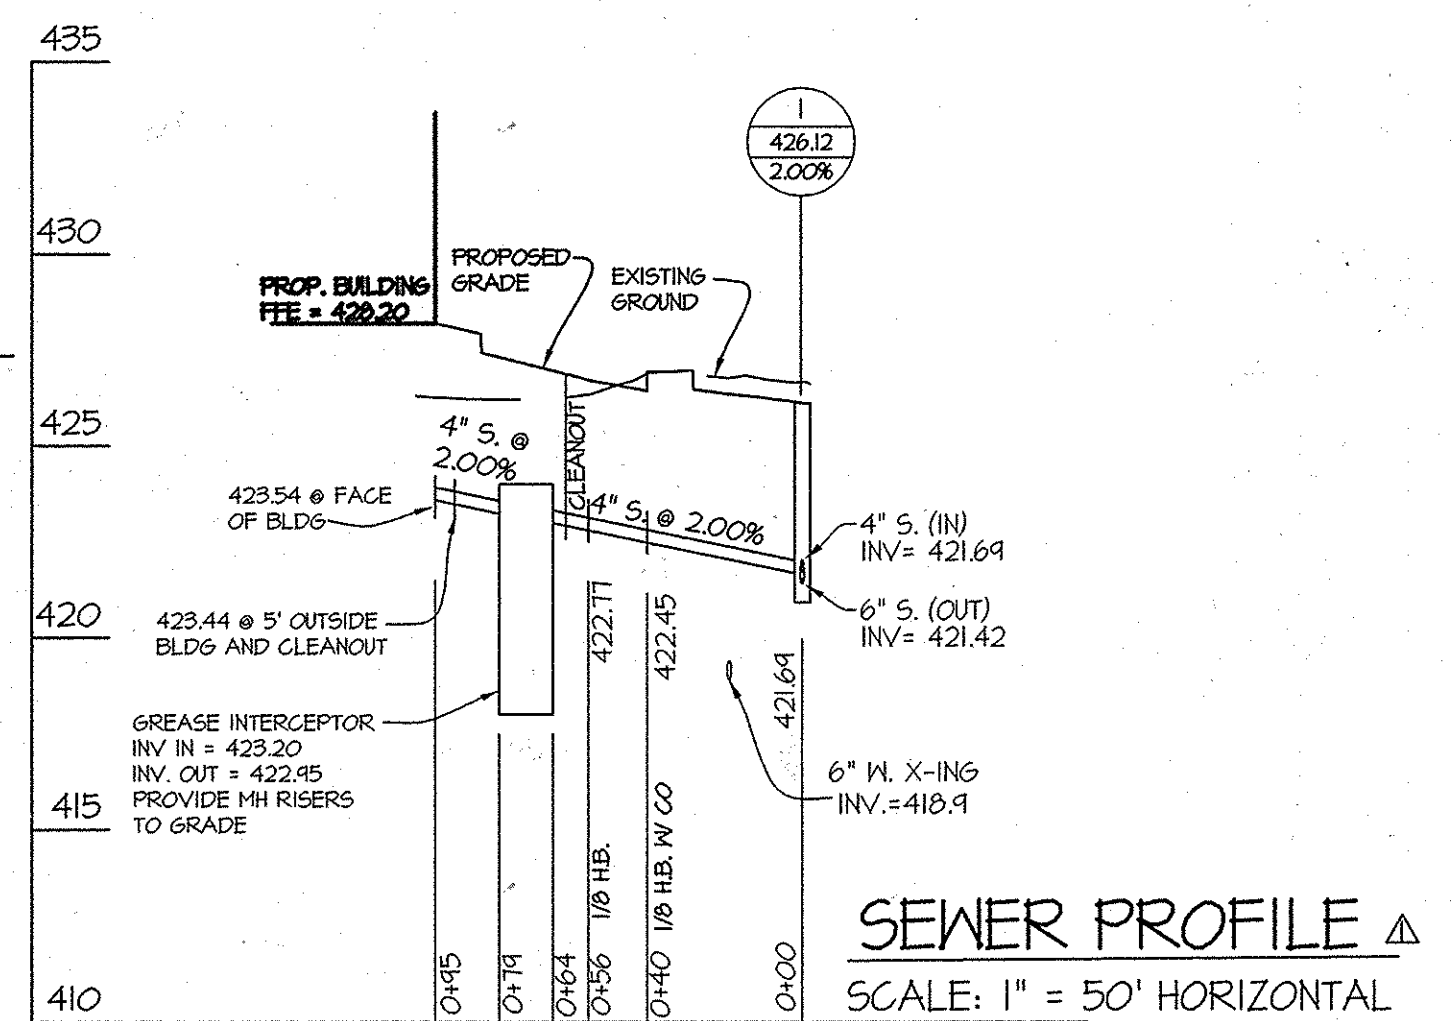 435
430
425
420
415
410
1
426.12
2.00%
PROP. BUILDING
FFE = 428.20
PROPOSED
GRADE
EXISTING
GROUND
4" S. @
2.00%
CLEANOUT
4" S. @ 2.00%
423.54 @ FACE
OF BLDG
423.44 @ 5' OUTSIDE
BLDG AND CLEANOUT
GREASE INTERCEPTOR
INV IN = 423.20
INV. OUT = 422.95
PROVIDE MH RISERS
TO GRADE
4" S. (IN)
INV= 421.69
6" S. (OUT)
INV= 421.42
6" W. X-ING
INV.=418.9
0+95
0+79
0+64
0+56 1/8 H.B. 422.77
0+40 1/8 H.B. W CO 422.45
0+00 421.69
SEWER PROFILE 1
SCALE: 1" = 50' HORIZONTAL